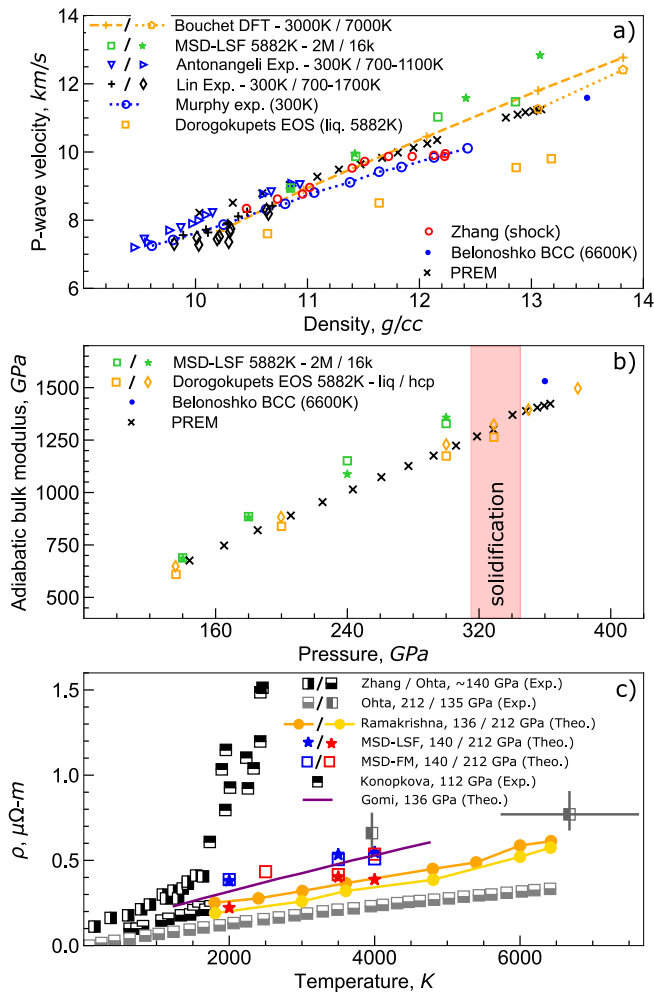 a)
Bouchet DFT - 3000K / 7000K
MSD-LSF 5882K - 2M / 16k
Antonangeli Exp. - 300K / 700-1100K
Lin Exp. - 300K / 700-1700K
Murphy exp. (300K)
Dorogokupets EOS (liq. 5882K)
Zhang (shock)
Belonoshko BCC (6600K)
PREM
P-wave velocity, km/s
14
12
10
8
6
10 11 12 13 14
Density, g/cc
b)
MSD-LSF 5882K - 2M / 16k
Dorogokupets EOS 5882K - liq / hcp
Belonoshko BCC (6600K)
PREM
solidification
Adiabatic bulk modulus, GPa
1500
1250
1000
750
500
160 240 320 400
Pressure, GPa
c)
Zhang / Ohta, ~140 GPa (Exp.)
Ohta, 212 / 135 GPa (Exp.)
Ramakrishna, 136 / 212 GPa (Theo.)
MSD-LSF, 140 / 212 GPa (Theo.)
MSD-FM, 140 / 212 GPa (Theo.)
Konopkova, 112 GPa (Exp.)
Gomi, 136 GPa (Theo.)
ρ, μΩ-m
1.5
1.0
0.5
0.0
2000 4000 6000
Temperature, K